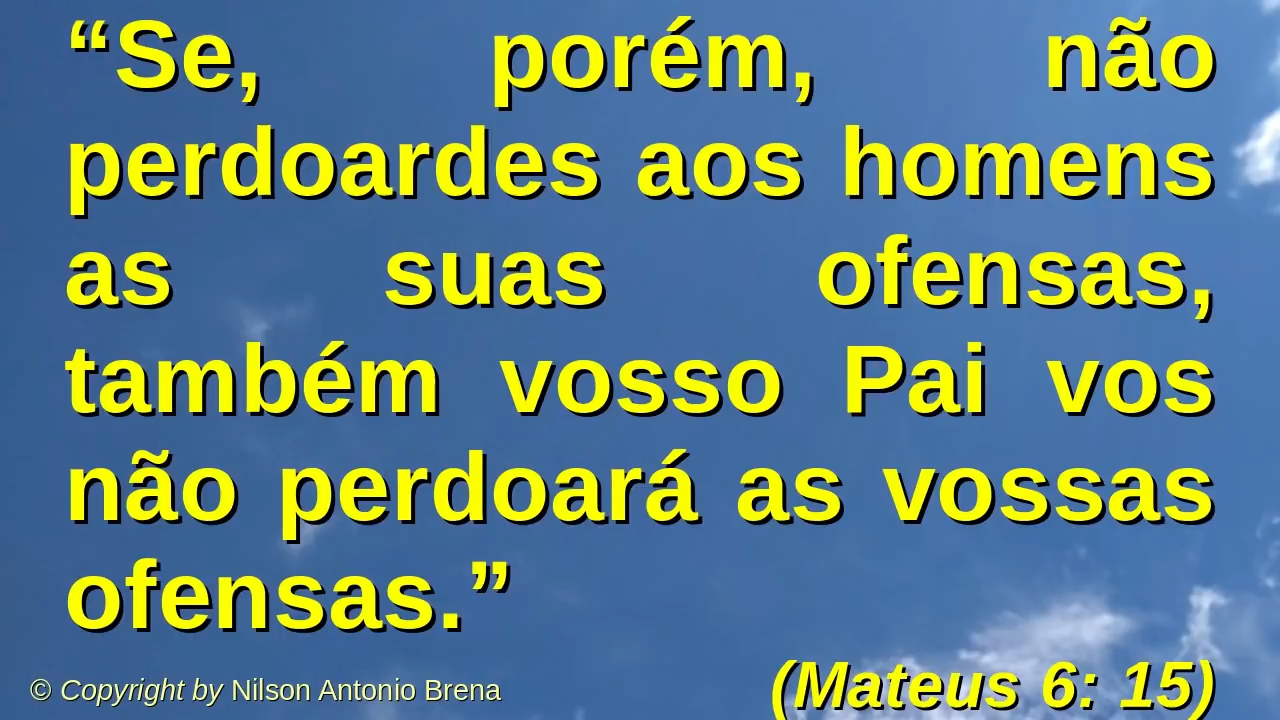 “Se, porém, não
perdoardes aos homens
as suas ofensas,
também vosso Pai vos
não perdoará as vossas
ofensas.”
(Mateus 6: 15)
© Copyright by Nilson Antonio Brena